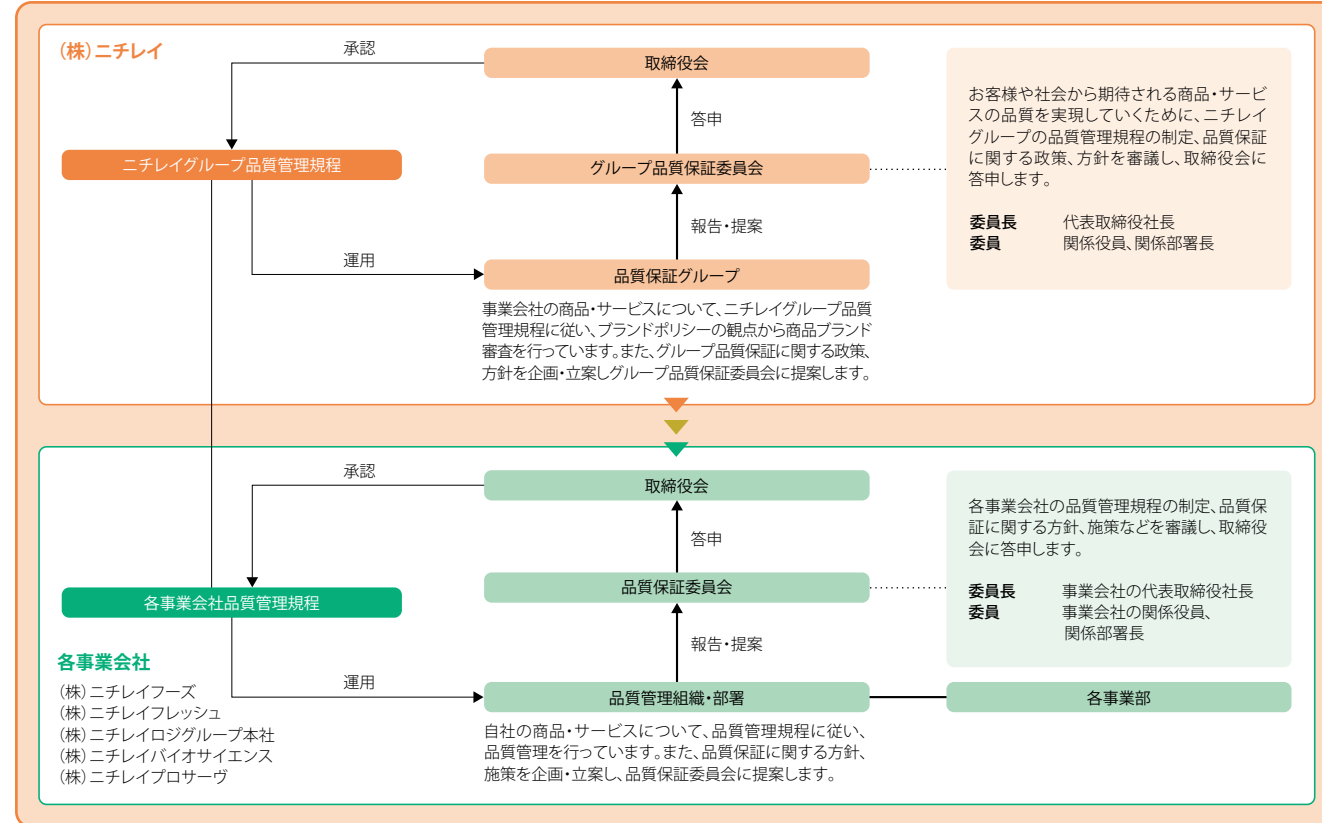 (株)ニチレイ
承認
取締役会
答申
ニチレイグループ品質管理規程
グループ品質保証委員会
報告・提案
運用
品質保証グループ
事業会社の商品・サービスについて、ニチレイグループ品質
管理規程に従い、ブランドポリシーの観点から商品ブランド
審査を行っています。また、グループ品質保証に関する政策、
方針を企画・立案しグループ品質保証委員会に提案します。
お客様や社会から期待される商品・サービ
スの品質を実現していくために、ニチレイ
グループの品質管理規程の制定、品質保証
に関する政策、方針を審議し、取締役会に
答申します。
委員長 代表取締役社長
委員 関係役員、関係部署長
承認
取締役会
答申
各事業会社品質管理規程
品質保証委員会
報告・提案
運用
品質管理組織・部署
各事業部
自社の商品・サービスについて、品質管理規程に従い、
品質管理を行っています。また、品質保証に関する方針、
施策を企画・立案し、品質保証委員会に提案します。
各事業会社の品質管理規程の制定、品質保
証に関する方針、施策などを審議し、取締役
会に答申します。
委員長 事業会社の代表取締役社長
委員 事業会社の関係役員、
関係部署長
各事業会社
(株)ニチレイフーズ
(株)ニチレイフレッシュ
(株)ニチレイロジグループ本社
(株)ニチレイバイオサイエンス
(株)ニチレイプロサーヴ